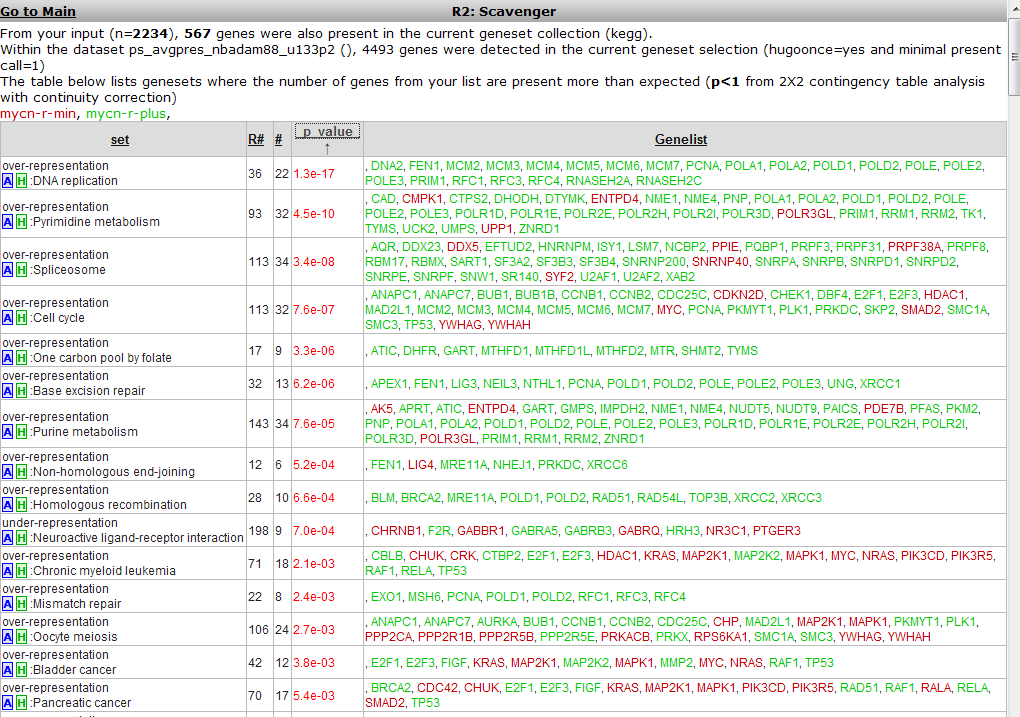 Go to Main
R2: Scavenger
From your input (n=2234), 567 genes were also present in the current geneset collection (kegg).
Within the dataset ps_avgpres_nbadam88_u133p2 (), 4493 genes were detected in the current geneset selection (hugoonce=yes and minimal present
call=1)
The table below lists genesets where the number of genes from your list are present more than expected (p<1 from 2X2 contingency table analysis
with continuity correction)
mycn-r-min, mycn-r-plus,
set R# # p_value ↑ Genelist
over-representation
A H :DNA replication 36 22 1.3e-17
, DNA2, FEN1, MCM2, MCM3, MCM4, MCM5, MCM6, MCM7, PCNA, POLA1, POLA2, POLD1, POLD2, POLE, POLE2,
POLE3, PRIM1, RFC1, RFC3, RFC4, RNASEH2A, RNASEH2C
over-representation
A H :Pyrimidine metabolism 93 32 4.5e-10
, CAD, CMPK1, CTPS2, DHODH, DTYMK, ENTPD4, NME1, NME4, PNP, POLA1, POLA2, POLD1, POLD2, POLE,
POLE2, POLE3, POLR1D, POLR1E, POLR2E, POLR2H, POLR2I, POLR3D, POLR3GL, PRIM1, RRM1, RRM2, TK1,
TYMS, UCK2, UMPS, UPP1, ZNRD1
over-representation
A H :Spliceosome 113 34 3.4e-08
, AQR, DDX23, DDX5, EFTUD2, HNRNPM, ISY1, LSM7, NCBP2, PPIE, PQBP1, PRPF3, PRPF31, PRPF38A, PRPF8,
RBM17, RBMX, SART1, SF3A2, SF3B3, SF3B4, SNRNP200, SNRNP40, SNRPA, SNRPB, SNRPD1, SNRPD2,
SNRPE, SNRPF, SNW1, SR140, SYF2, U2AF1, U2AF2, XAB2
over-representation
A H :Cell cycle 113 32 7.6e-07
, ANAPC1, ANAPC7, BUB1, BUB1B, CCNB1, CCNB2, CDC25C, CDKN2D, CHEK1, DBF4, E2F1, E2F3, HDAC1,
MAD2L1, MCM2, MCM3, MCM4, MCM5, MCM6, MCM7, MYC, PCNA, PKMYT1, PLK1, PRKDC, SKP2, SMAD2, SMC1A,
SMC3, TP53, YWHAG, YWHAH
over-representation
A H :One carbon pool by folate 17 9 3.3e-06
, ATIC, DHFR, GART, MTHFD1, MTHFD1L, MTHFD2, MTR, SHMT2, TYMS
over-representation
A H :Base excision repair 32 13 6.2e-06
, APEX1, FEN1, LIG3, NEIL3, NTHL1, PCNA, POLD1, POLD2, POLE, POLE2, POLE3, UNG, XRCC1
over-representation
A H :Purine metabolism 143 34 7.6e-05
, AK5, APRT, ATIC, ENTPD4, GART, GMPS, IMPDH2, NME1, NME4, NUDT5, NUDT9, PAICS, PDE7B, PFAS, PKM2,
PNP, POLA1, POLA2, POLD1, POLD2, POLE, POLE2, POLE3, POLR1D, POLR1E, POLR2E, POLR2H, POLR2I,
POLR3D, POLR3GL, PRIM1, RRM1, RRM2, ZNRD1
over-representation
A H :Non-homologous end-joining 12 6 5.2e-04
, FEN1, LIG4, MRE11A, NHEJ1, PRKDC, XRCC6
over-representation
A H :Homologous recombination 28 10 6.6e-04
, BLM, BRCA2, MRE11A, POLD1, POLD2, RAD51, RAD54L, TOP3B, XRCC2, XRCC3
under-representation
A H :Neuroactive ligand-receptor interaction 198 9 7.0e-04
, CHRNB1, F2R, GABBR1, GABRA5, GABRB3, GABRQ, HRH3, NR3C1, PTGER3
over-representation
A H :Chronic myeloid leukemia 71 18 2.1e-03
, CBLB, CHUK, CRK, CTBP2, E2F1, E2F3, HDAC1, KRAS, MAP2K1, MAP2K2, MAPK1, MYC, NRAS, PIK3CD, PIK3R5,
RAF1, RELA, TP53
over-representation
A H :Mismatch repair 22 8 2.4e-03
, EXO1, MSH6, PCNA, POLD1, POLD2, RFC1, RFC3, RFC4
over-representation
A H :Oocyte meiosis 106 24 2.7e-03
, ANAPC1, ANAPC7, AURKA, BUB1, CCNB1, CCNB2, CDC25C, CHP, MAD2L1, MAP2K1, MAPK1, PKMYT1, PLK1,
PPP2CA, PPP2R1B, PPP2R5B, PPP2R5E, PRKACB, PRKX, RPS6KA1, SMC1A, SMC3, YWHAG, YWHAH
over-representation
A H :Bladder cancer 42 12 3.8e-03
, E2F1, E2F3, FIGF, KRAS, MAP2K1, MAP2K2, MAPK1, MMP2, MYC, NRAS, RAF1, TP53
over-representation
A H :Pancreatic cancer 70 17 5.4e-03
, BRCA2, CDC42, CHUK, E2F1, E2F3, FIGF, KRAS, MAP2K1, MAPK1, PIK3CD, PIK3R5, RAD51, RAF1, RALA, RELA,
SMAD2, TP53